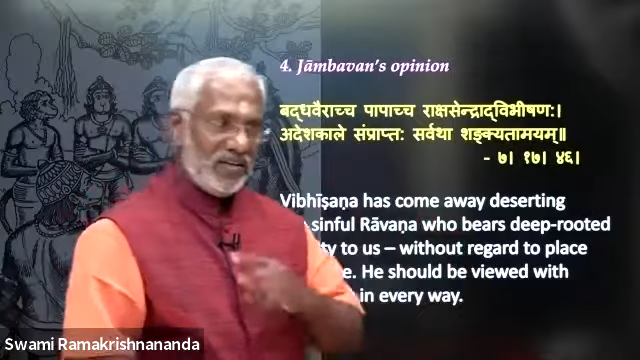 4. Jāmbavan's opinion
बद्धवैराच्च पापाच्च राक्षसेन्द्राद्विभीषणः।
अदेशकाले संप्राप्तः सर्वथा शङ्क्यतामयम्॥
- ७। १७। ४६।
Vibhīṣaṇa has come away deserting
sinful Rāvaṇa who bears deep-rooted
to us – without regard to place
He should be viewed with
in every way.
Swami Ramakrishnananda